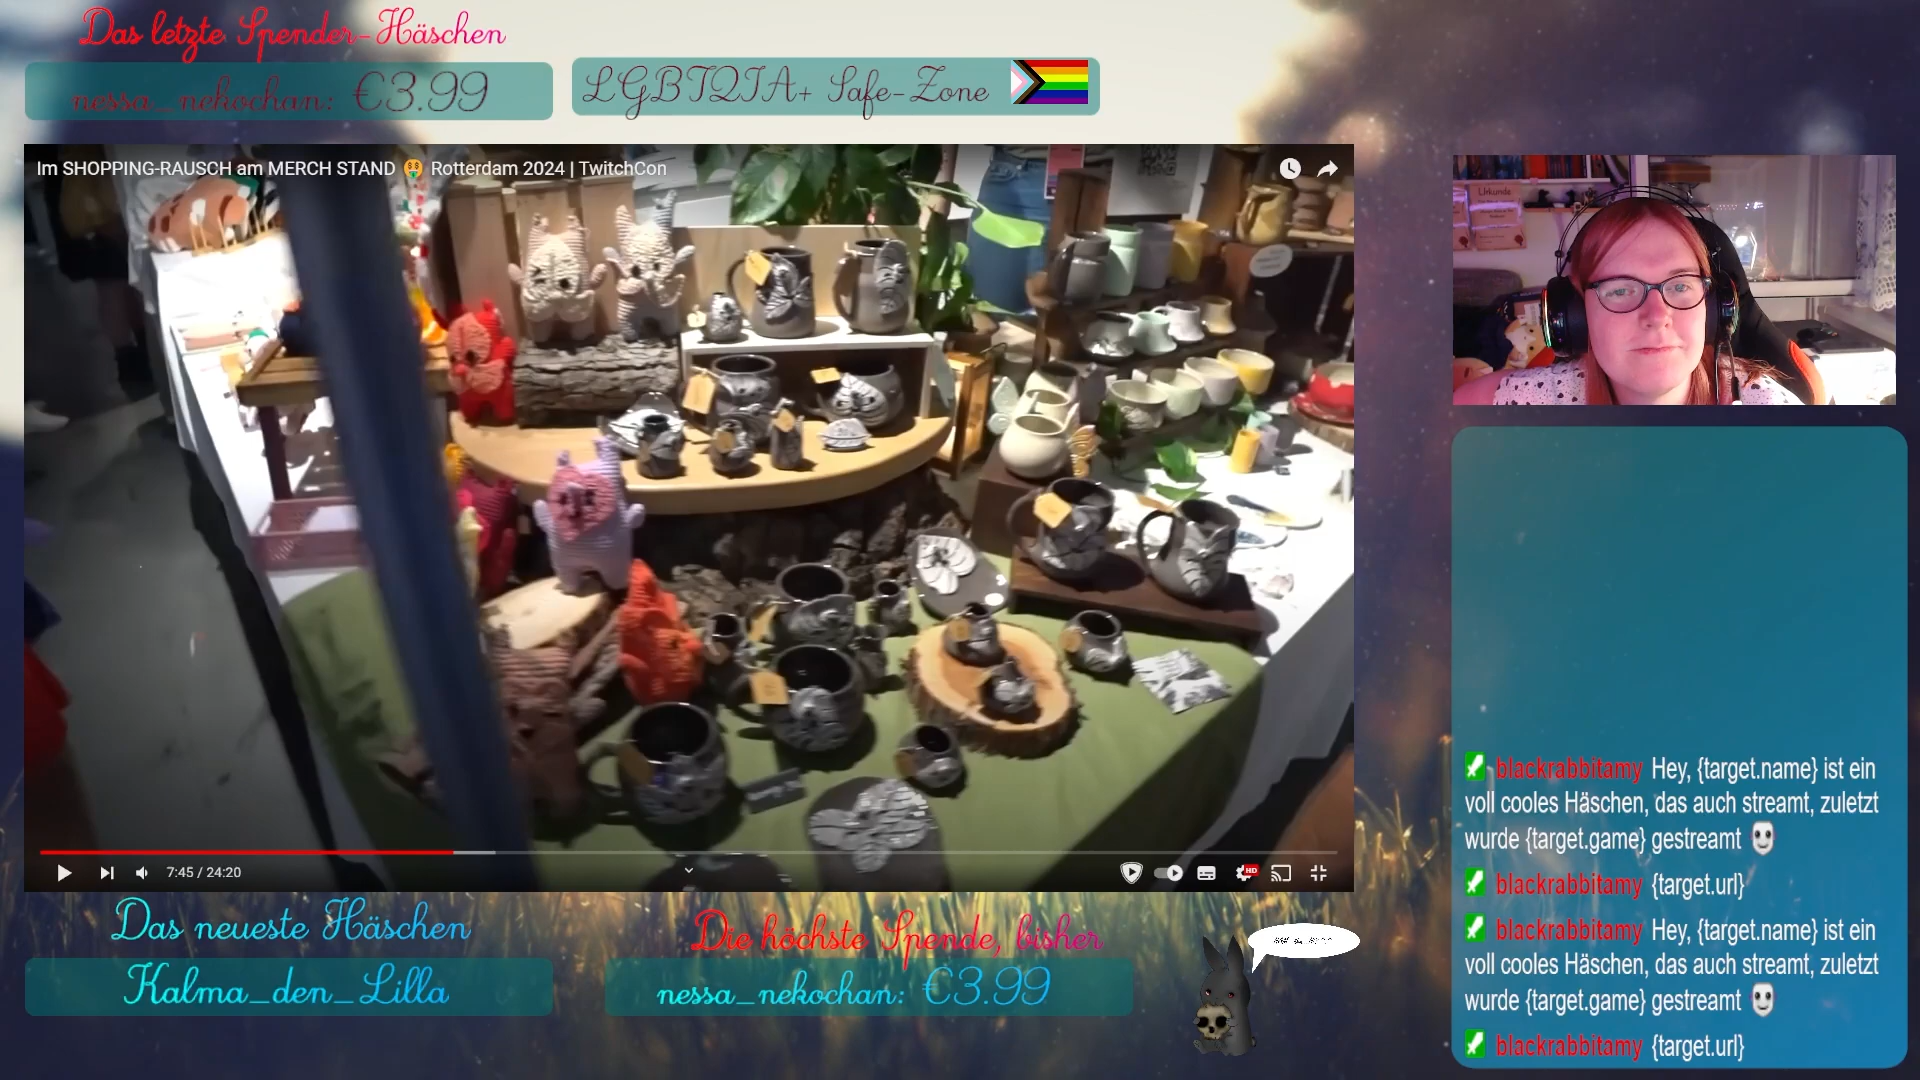 Das letzte Spender-Häschen
nessa_nekochan: €3.99
LGBTQIA+ Safe-Zone
Im SHOPPING-RAUSCH am MERCH STAND 🤑 Rotterdam 2024 | TwitchCon
Urkunde
7:45 / 24:20
HD
blackrabbitamy Hey, {target.name} ist ein
voll cooles Häschen, das auch streamt, zuletzt
wurde {target.game} gestreamt
blackrabbitamy {target.url}
blackrabbitamy Hey, {target.name} ist ein
voll cooles Häschen, das auch streamt, zuletzt
wurde {target.game} gestreamt
blackrabbitamy {target.url}
Das neueste Häschen
Kalma_den_Lilla
Die höchste Spende, bisher
nessa_nekochan: €3.99